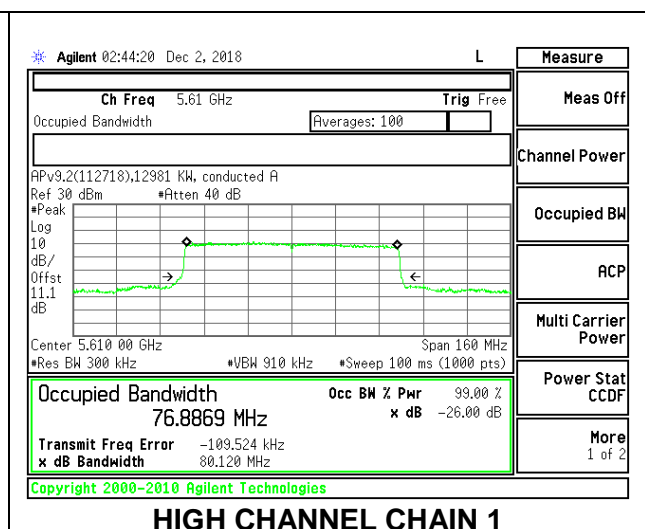 Agilent 02:44:20 Dec 2, 2018 L
Measure
Ch Freq 5.61 GHz Trig Free
Meas Off
Occupied Bandwidth Averages: 100
Channel Power
APv9.2(112718),12981 KW, conducted A
Ref 30 dBm #Atten 40 dB
#Peak
Log
10
dB/
Offst
11.1
dB
Occupied BW
ACP
Multi Carrier
Power
Center 5.610 00 GHz Span 160 MHz
#Res BW 300 kHz #VBW 910 kHz #Sweep 100 ms (1000 pts)
Occupied Bandwidth Occ BW % Pwr 99.00 %
76.8869 MHz x dB -26.00 dB
Transmit Freq Error -109.524 kHz
x dB Bandwidth 80.120 MHz
Power Stat
CCDF
More
1 of 2
Copyright 2000-2010 Agilent Technologies
HIGH CHANNEL CHAIN 1